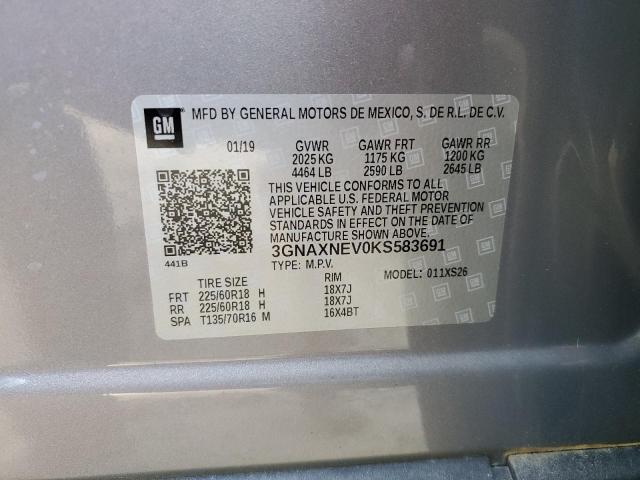 GM MFD BY GENERAL MOTORS DE MEXICO, S. DE R.L. DE C.V.
01/19 GVWR GAWR FRT GAWR RR
2025 KG 1175 KG 1200 KG
4464 LB 2590 LB 2645 LB
THIS VEHICLE CONFORMS TO ALL
APPLICABLE U.S. FEDERAL MOTOR
VEHICLE SAFETY AND THEFT PREVENTION
STANDARDS IN EFFECT ON THE DATE OF
MANUFACTURE SHOWN ABOVE.
3GNAXNEV0KS583691
441B TYPE: M.P.V. MODEL: 011XS26
TIRE SIZE RIM
FRT 225/60R18 H 18X7J
RR 225/60R18 H 18X7J
SPA T135/70R16 M 16X4BT